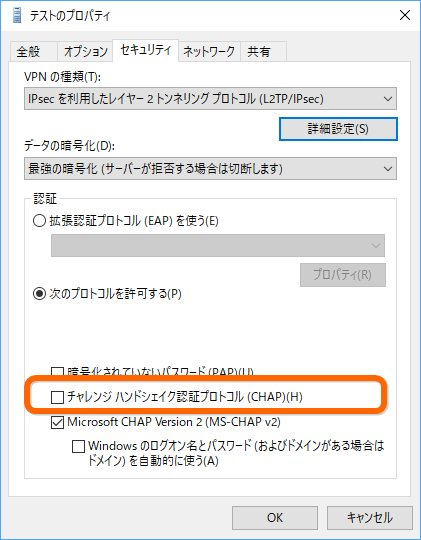 テストのプロパティ
全般 オプション セキュリティ ネットワーク 共有
VPN の種類(T):
IPsec を利用したレイヤー 2 トンネリング プロトコル (L2TP/IPsec)
詳細設定(S)
データの暗号化(D):
最強の暗号化 (サーバーが拒否する場合は切断します)
認証
拡張認証プロトコル (EAP) を使う(E)
プロパティ(R)
次のプロトコルを許可する(P)
暗号化されていないパスワード (PAP)(U)
チャレンジ ハンドシェイク認証プロトコル (CHAP)(H)
Microsoft CHAP Version 2 (MS-CHAP v2)
Windows のログオン名とパスワード (およびドメインがある場合は
ドメイン) を自動的に使う(A)
OK キャンセル